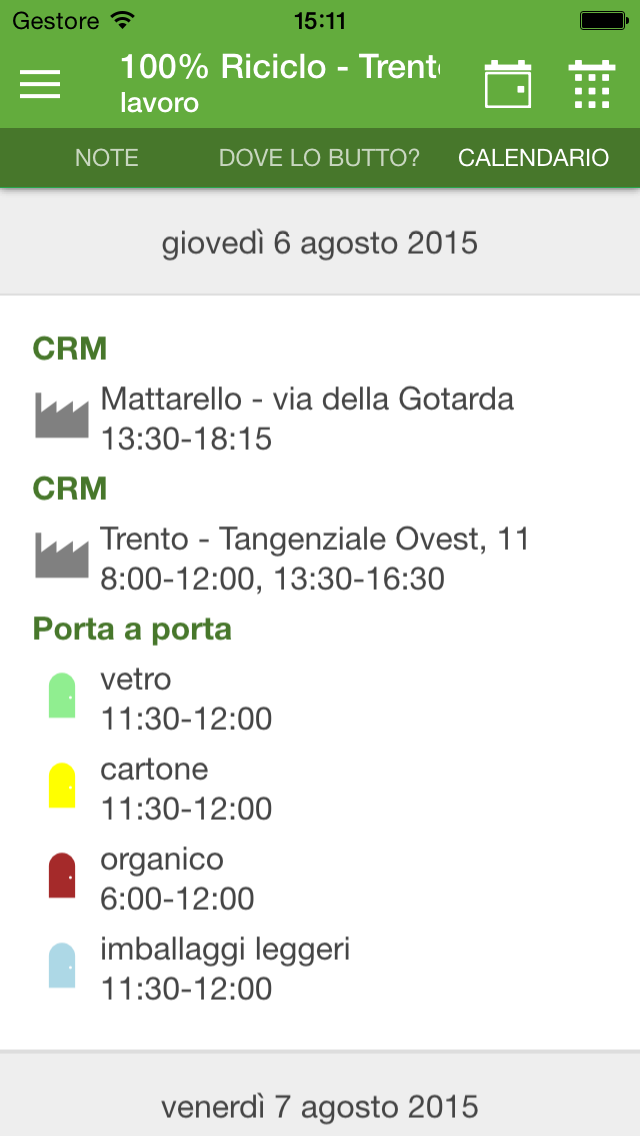 Gestore 15:11
100% Riciclo - Trent
lavoro
NOTE DOVE LO BUTTO? CALENDARIO
giovedì 6 agosto 2015
CRM
Mattarello - via della Gotarda
13:30-18:15
CRM
Trento - Tangenziale Ovest, 11
8:00-12:00, 13:30-16:30
Porta a porta
vetro
11:30-12:00
cartone
11:30-12:00
organico
6:00-12:00
imballaggi leggeri
11:30-12:00
venerdì 7 agosto 2015